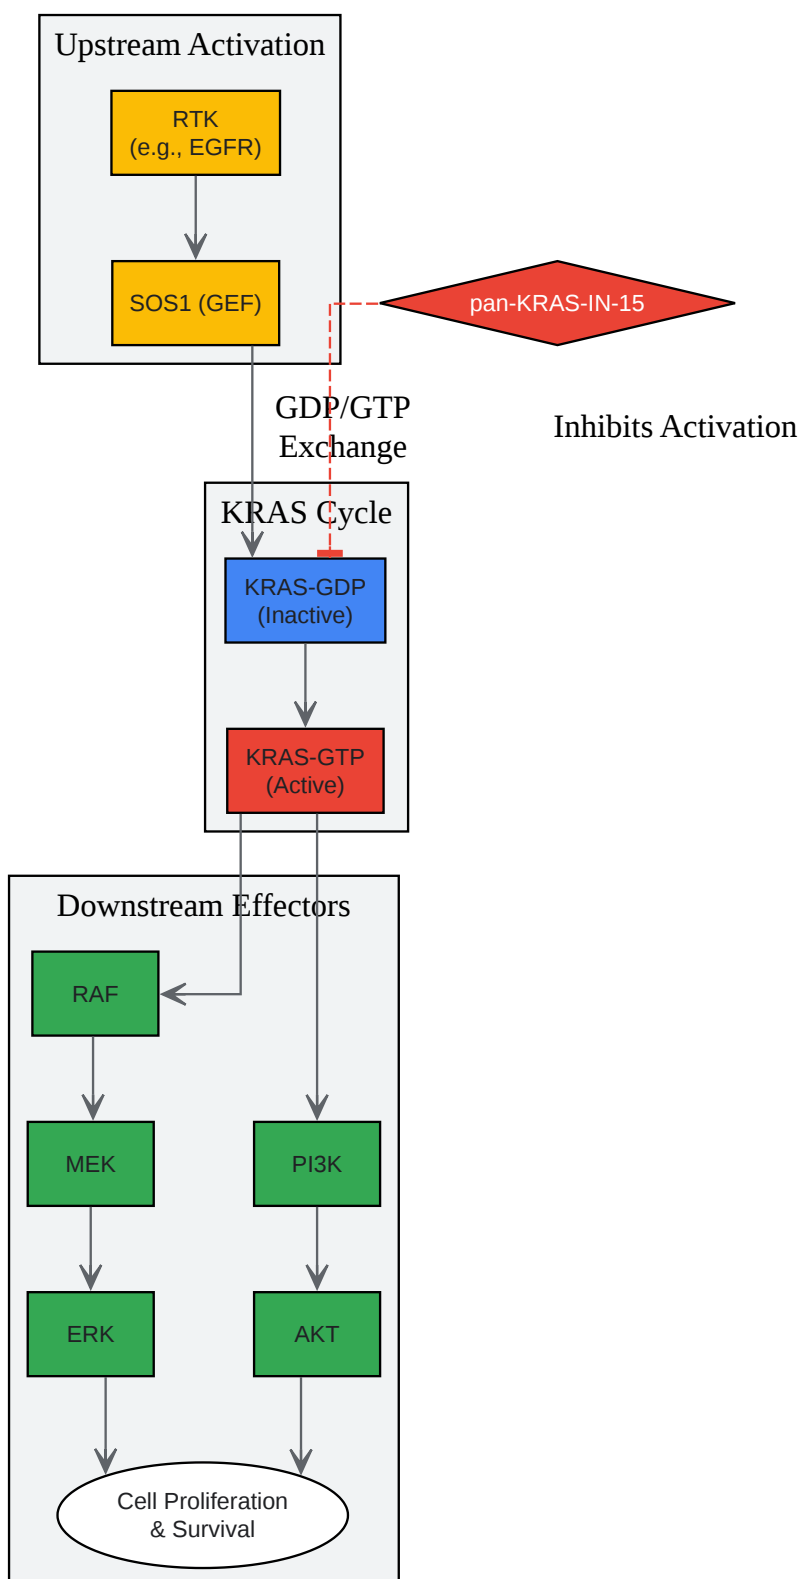 Upstream Activation
RTK
(e.g., EGFR)
SOS1 (GEF)
pan-KRAS-IN-15
GDP/GTP
Exchange
Inhibits Activation
KRAS Cycle
KRAS-GDP
(Inactive)
KRAS-GTP
(Active)
Downstream Effectors
RAF
MEK
PI3K
ERK
AKT
Cell Proliferation
& Survival